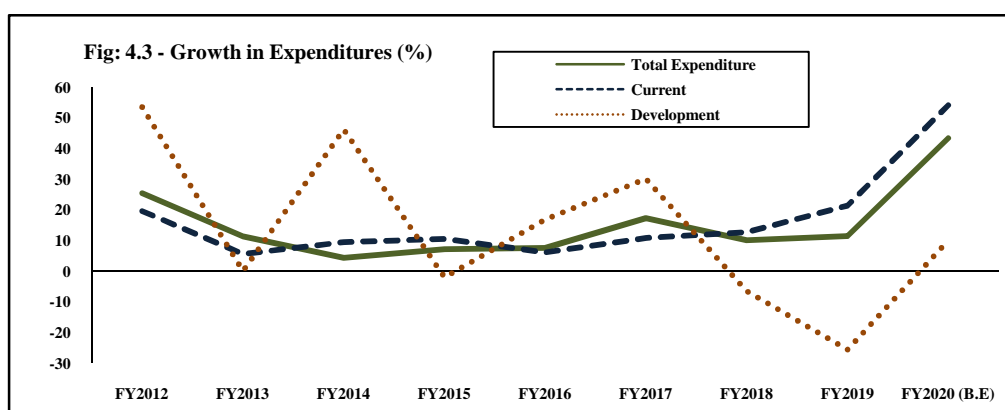 Fig: 4.3 - Growth in Expenditures (%)
Total Expenditure
Current
Development
60
50
40
30
20
10
0
-10
-20
-30
FY2012 FY2013 FY2014 FY2015 FY2016 FY2017 FY2018 FY2019 FY2020 (B.E)